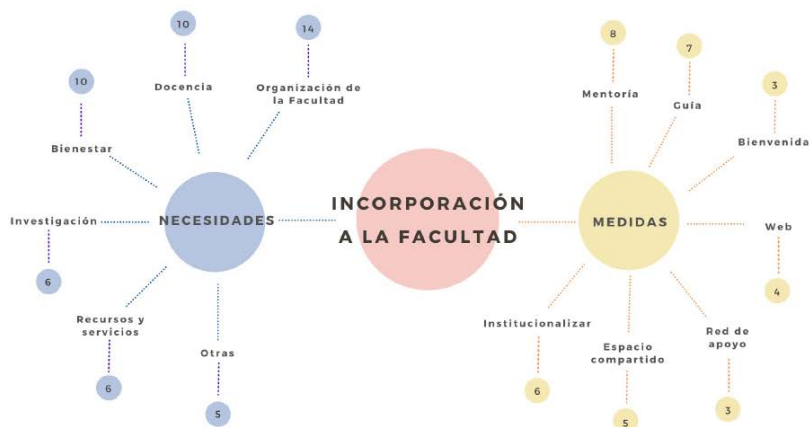 10
14
10
8
7
3
Docencia
Organización de
la Facultad
Mentoría
Guía
Bienestar
Bienvenida
INCORPORACIÓN
A LA FACULTAD
NECESIDADES
MEDIDAS
Investigación
Web
6
4
Recursos y
servicios
Otras
Institucionalizar
Espacio
compartido
Red de
apoyo
6
5
6
5
3